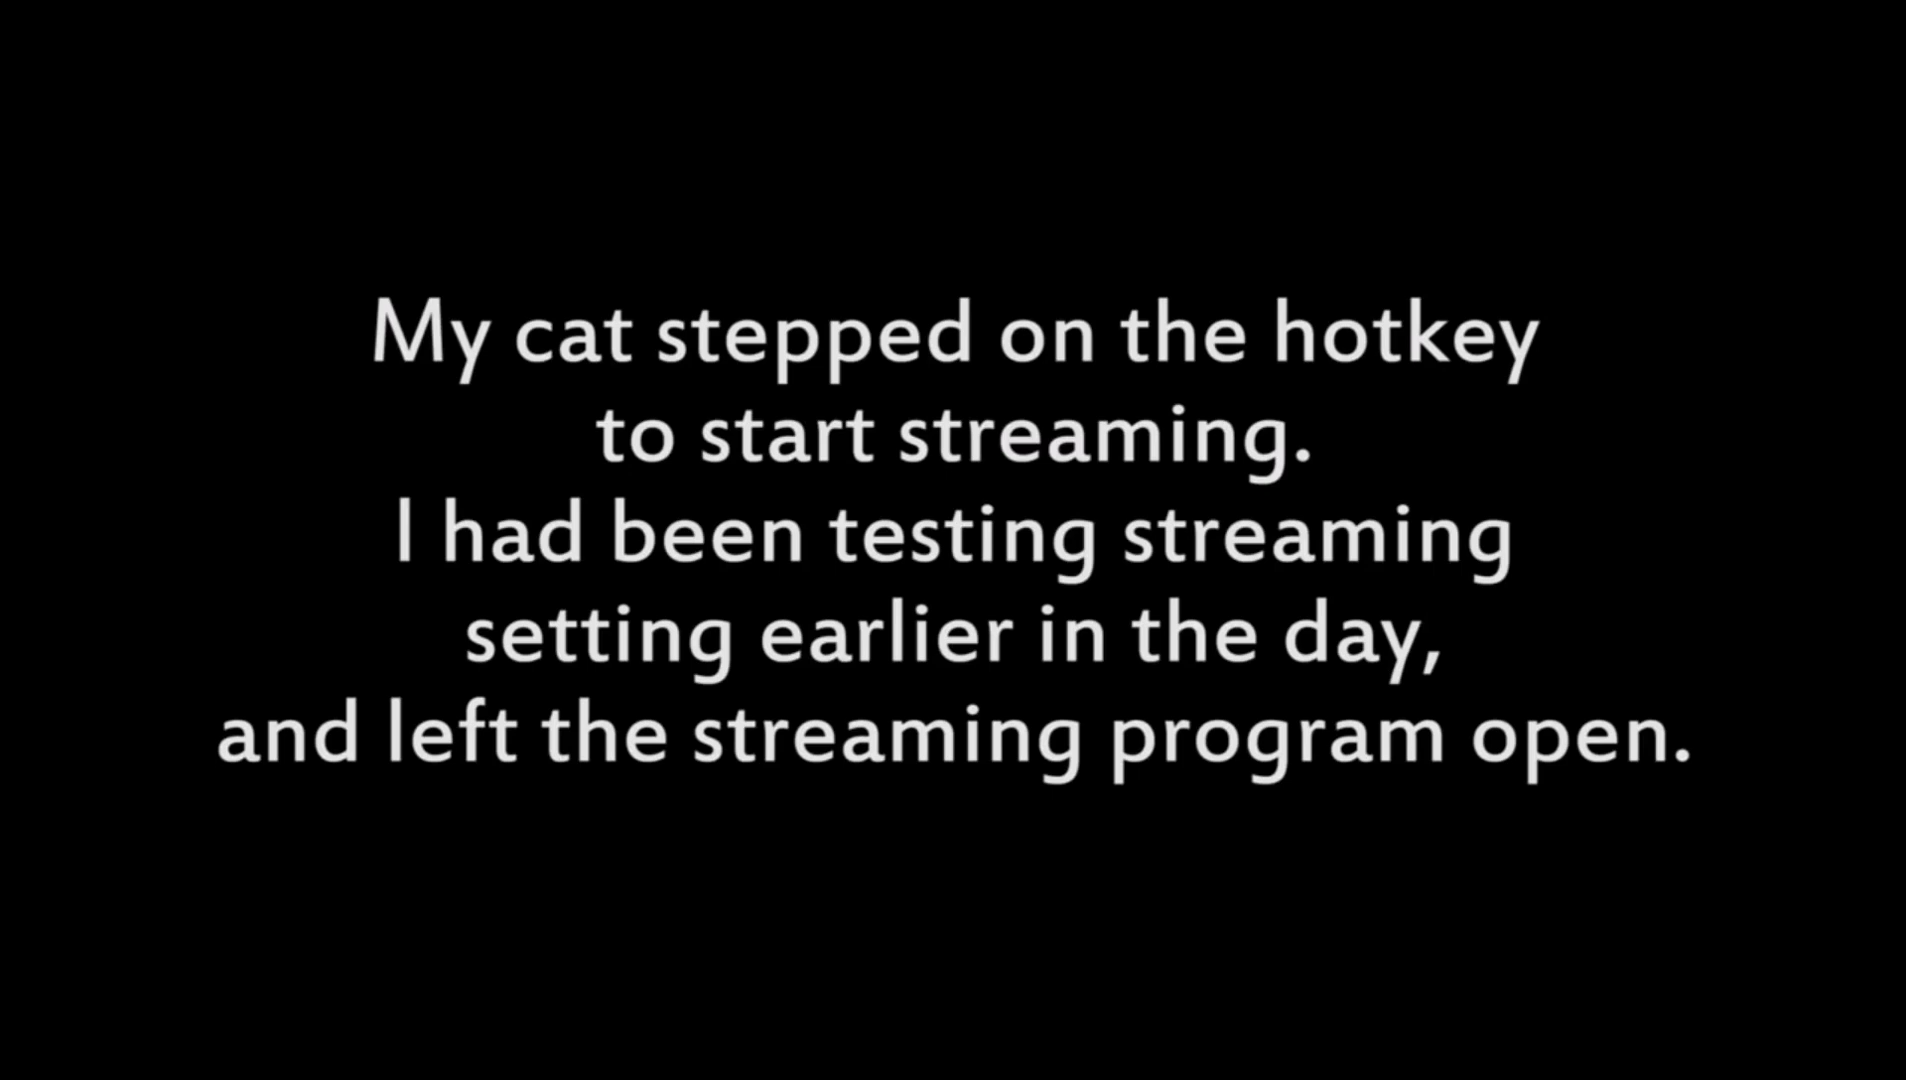 My cat stepped on the hotkey
to start streaming.
I had been testing streaming
setting earlier in the day,
and left the streaming program open.